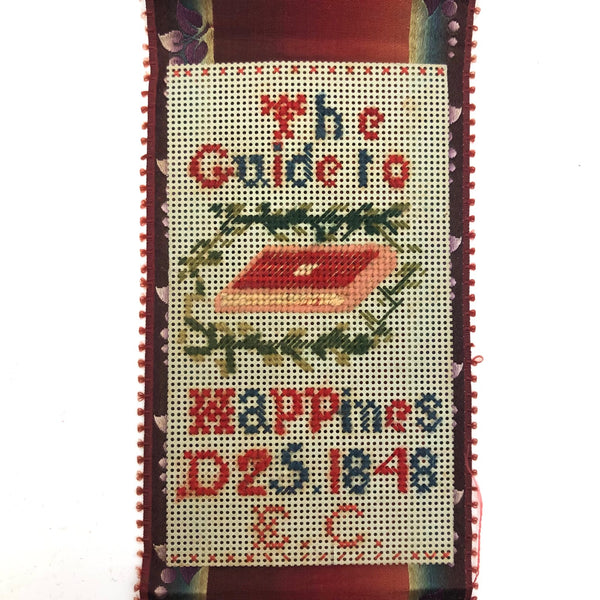 The
Guide to
Happines
.D25.1848
E.C.